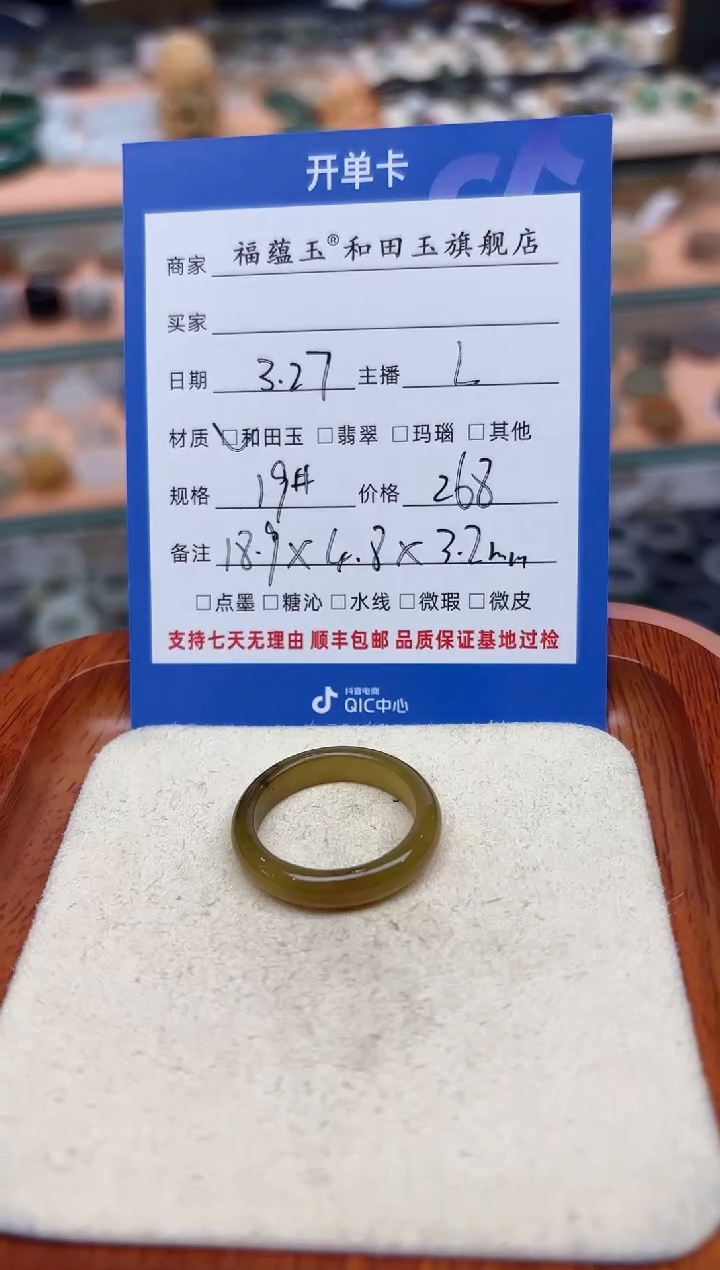 开单卡
商家 福蕴玉®和田玉旗舰店
买家
日期 3.27 主播 L
材质 □和田玉 □翡翠 □玛瑙 □其他
规格 19# 价格 268
备注 18.9×4.8×3.2mm
□点墨 □糖沁 □水线 □微瑕 □微皮
支持七天无理由 顺丰包邮 品质保证基地过检
抖音电商
QIC中心